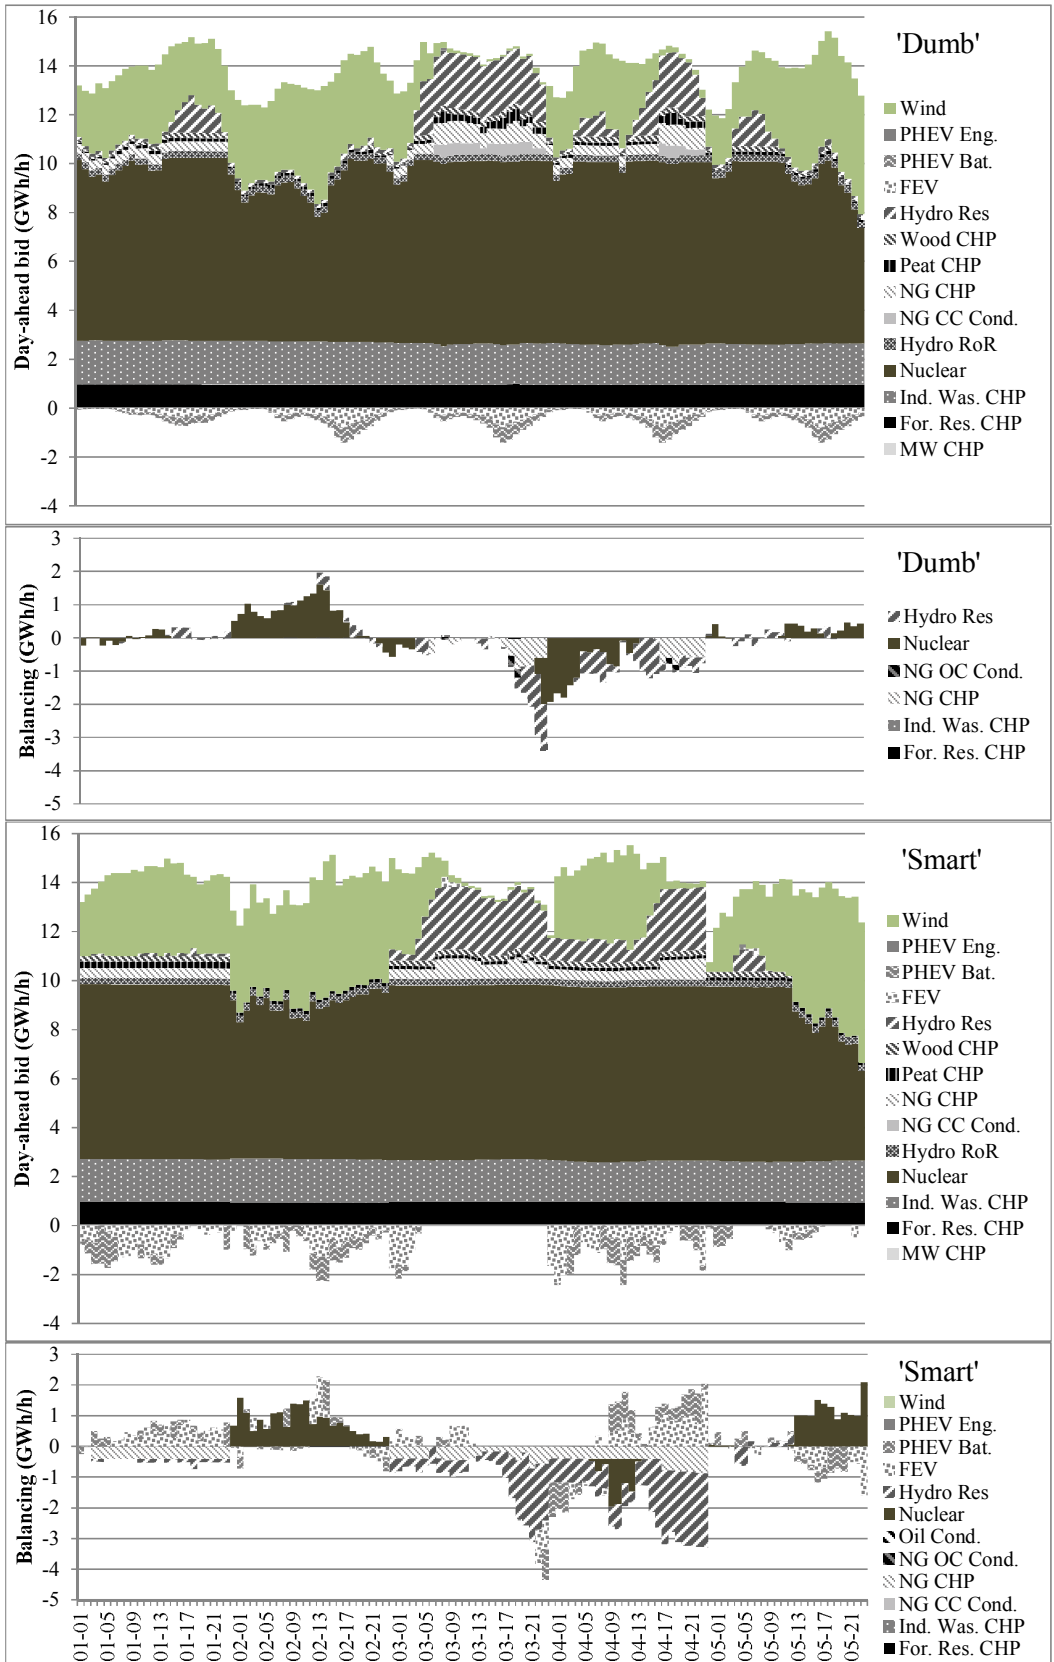 'Dumb'
Day-ahead bid (GWh/h)
16
14
12
10
8
6
4
2
0
-2
-4
Wind
PHEV Eng.
PHEV Bat.
FEV
Hydro Res
Wood CHP
Peat CHP
NG CHP
NG CC Cond.
Hydro RoR
Nuclear
Ind. Was. CHP
For. Res. CHP
MW CHP
'Dumb'
Balancing (GWh/h)
3
2
1
0
-1
-2
-3
-4
-5
Hydro Res
Nuclear
NG OC Cond.
NG CHP
Ind. Was. CHP
For. Res. CHP
'Smart'
Day-ahead bid (GWh/h)
16
14
12
10
8
6
4
2
0
-2
-4
Wind
PHEV Eng.
PHEV Bat.
FEV
Hydro Res
Wood CHP
Peat CHP
NG CHP
NG CC Cond.
Hydro RoR
Nuclear
Ind. Was. CHP
For. Res. CHP
MW CHP
'Smart'
Balancing (GWh/h)
3
2
1
0
-1
-2
-3
-4
-5
Wind
PHEV Eng.
PHEV Bat.
FEV
Hydro Res
Nuclear
Oil Cond.
NG OC Cond.
NG CHP
NG CC Cond.
Ind. Was. CHP
For. Res. CHP
01-01
01-05
01-09
01-13
01-17
01-21
02-01
02-05
02-09
02-13
02-17
02-21
03-01
03-05
03-09
03-13
03-17
03-21
04-01
04-05
04-09
04-13
04-17
04-21
05-01
05-05
05-09
05-13
05-17
05-21